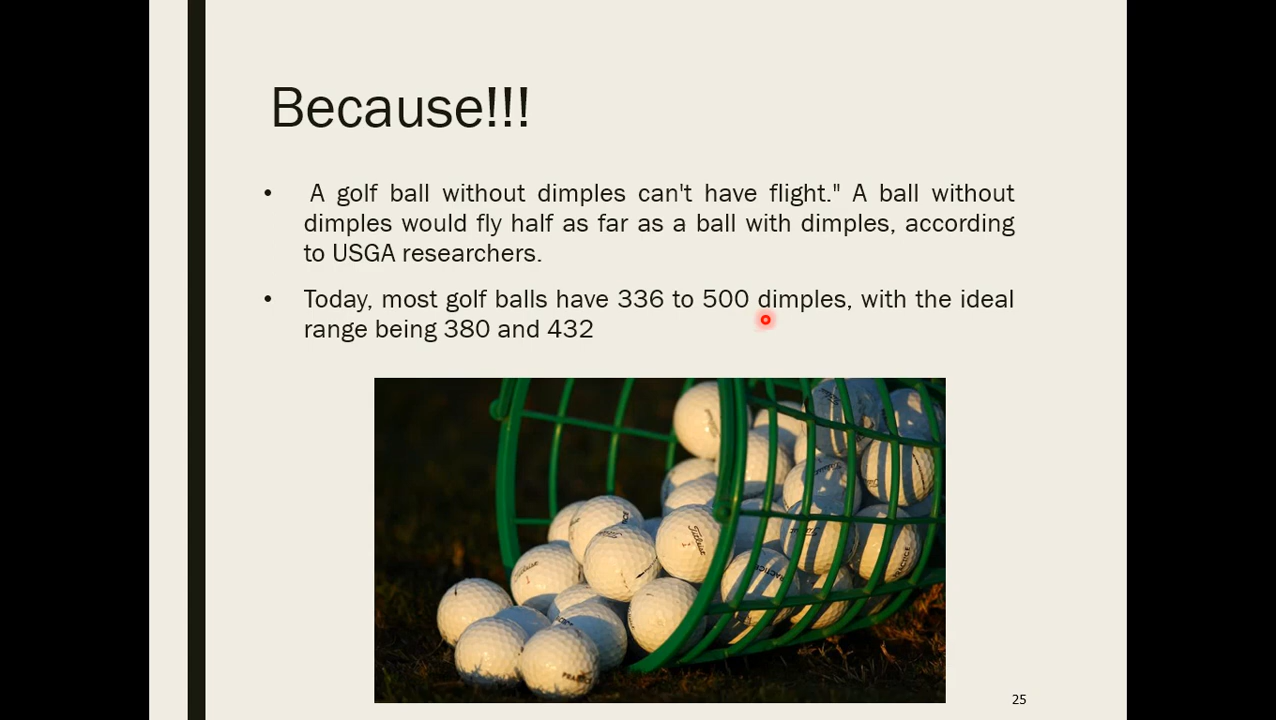 Because!!!
• A golf ball without dimples can't have flight." A ball without
dimples would fly half as far as a ball with dimples, according
to USGA researchers.
• Today, most golf balls have 336 to 500 dimples, with the ideal
range being 380 and 432
Titleist
PRACTICE
25